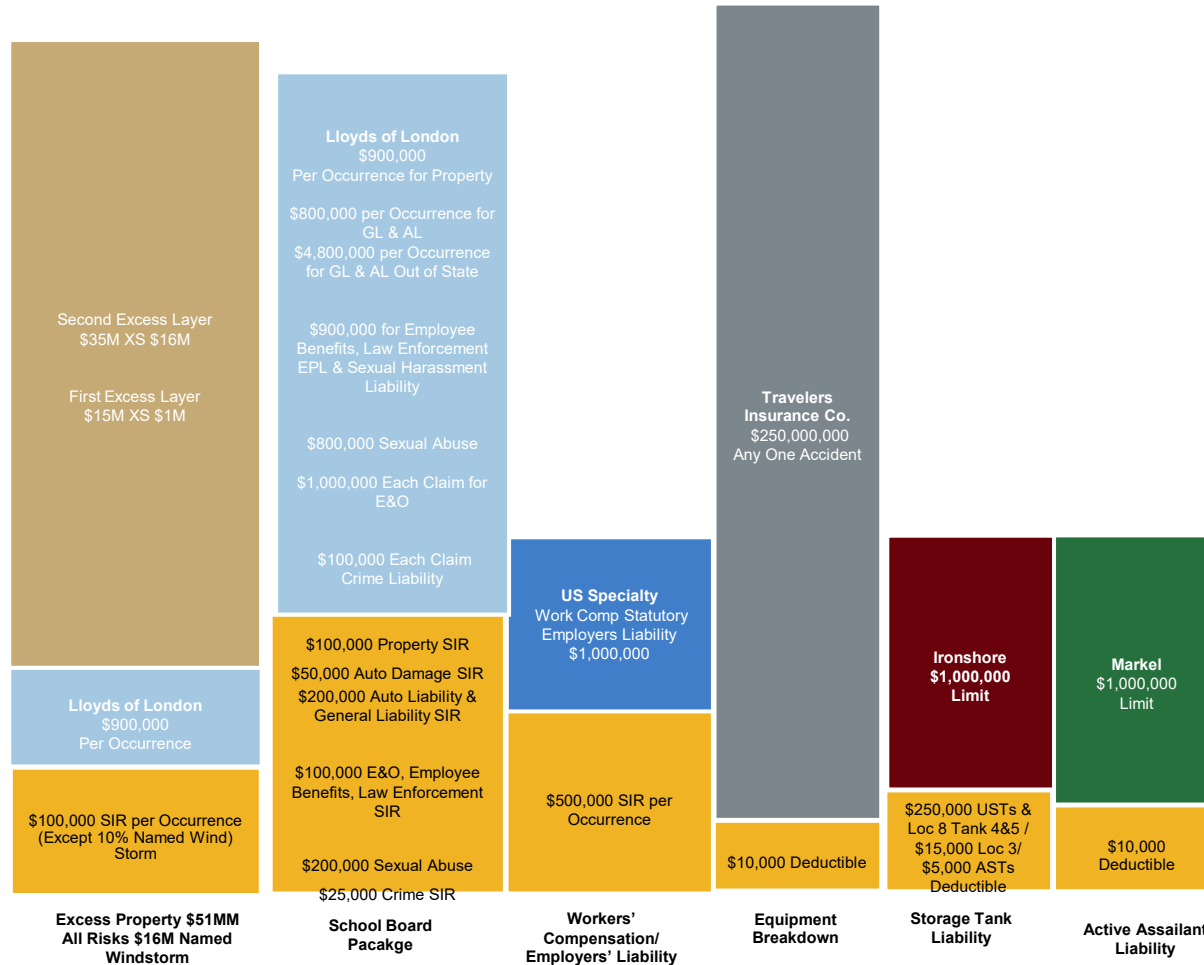 Second Excess Layer
$35M XS $16M
First Excess Layer
$15M XS $1M
Lloyds of London
$900,000
Per Occurrence
$100,000 SIR per Occurrence
(Except 10% Named Wind)
Storm
Excess Property $51MM
All Risks $16M Named
Windstorm
Lloyds of London
$900,000
Per Occurrence for Property
$800,000 per Occurrence for
GL & AL
$4,800,000 per Occurrence
for GL & AL Out of State
$900,000 for Employee
Benefits, Law Enforcement
EPL & Sexual Harassment
Liability
$800,000 Sexual Abuse
$1,000,000 Each Claim for
E&O
$100,000 Each Claim
Crime Liability
$100,000 Property SIR
$50,000 Auto Damage SIR
$200,000 Auto Liability &
General Liability SIR
$100,000 E&O, Employee
Benefits, Law Enforcement
SIR
$200,000 Sexual Abuse
$25,000 Crime SIR
School Board
Pacakge
US Specialty
Work Comp Statutory
Employers Liability
$1,000,000
$500,000 SIR per
Occurrence
Workers'
Compensation/
Employers' Liability
Travelers
Insurance Co.
$250,000,000
Any One Accident
$10,000 Deductible
Equipment
Breakdown
Ironshore
$1,000,000
Limit
$250,000 USTs &
Loc 8 Tank 4&5 /
$15,000 Loc 3/
$5,000 ASTs
Deductible
Storage Tank
Liability
Markel
$1,000,000
Limit
$10,000
Deductible
Active Assailant
Liability